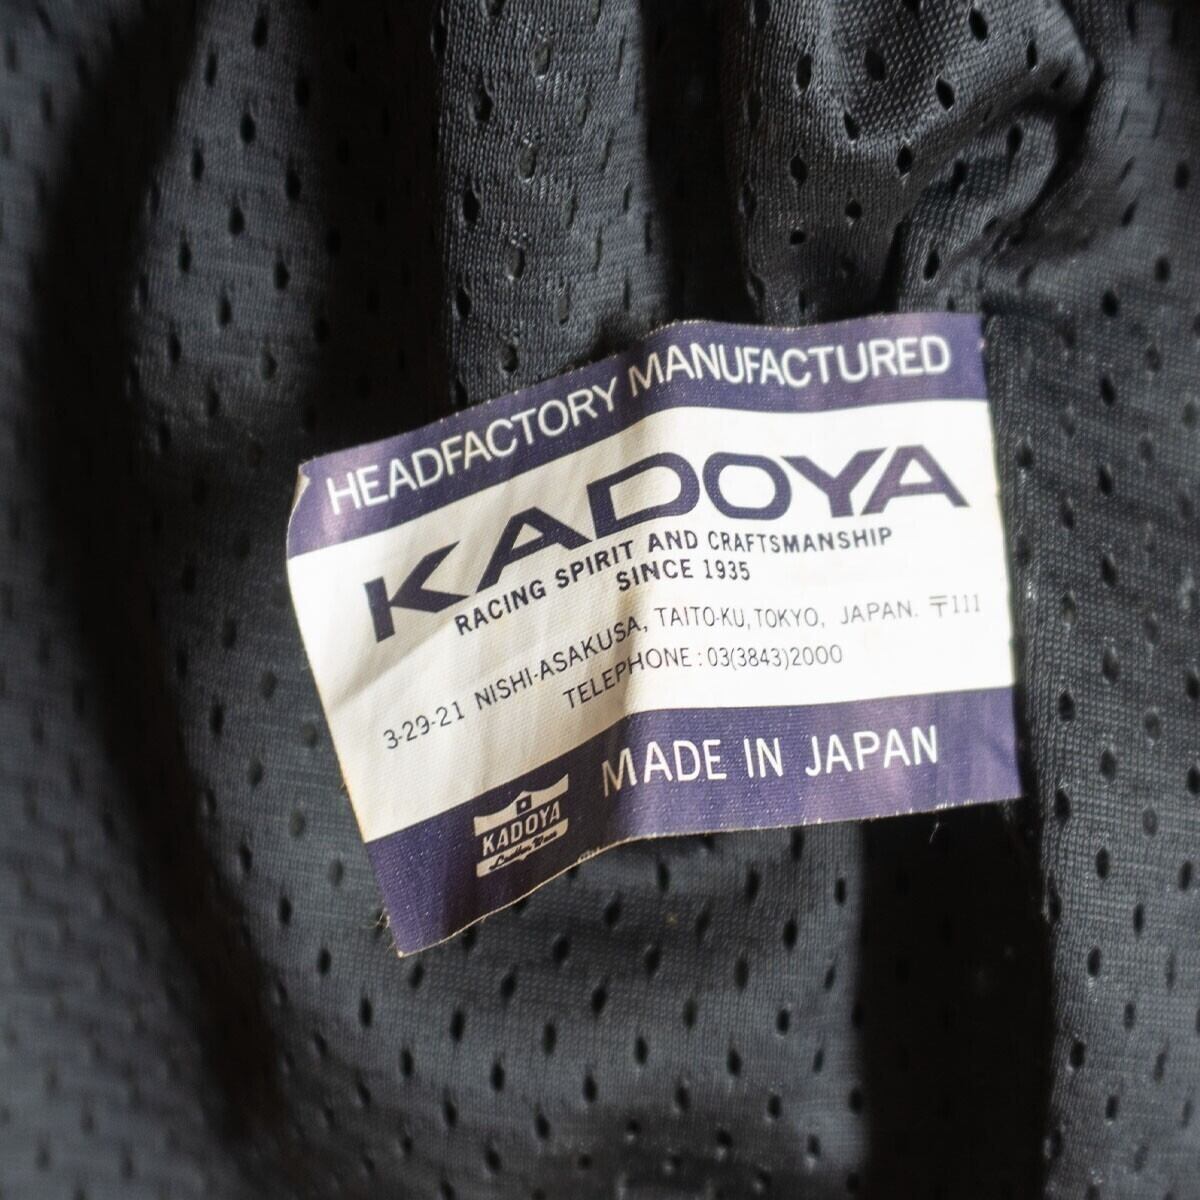 HEADFACTORY MANUFACTURED
KADOYA
RACING SPIRIT AND CRAFTSMANSHIP
SINCE 1935
3-29-21 NISHI-ASAKUSA, TAITO-KU, TOKYO, JAPAN. 〒111
TELEPHONE : 03(3843)2000
MADE IN JAPAN
KADOYA